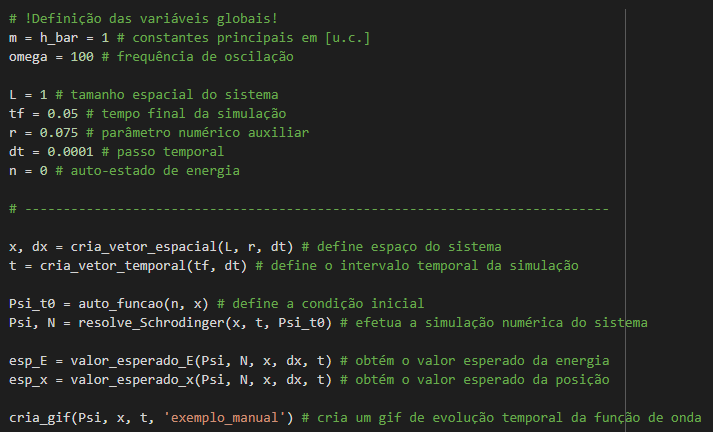 # !Definição das variáveis globais!
m = h_bar = 1 # constantes principais em [u.c.]
omega = 100 # frequência de oscilação
L = 1 # tamanho espacial do sistema
tf = 0.05 # tempo final da simulação
r = 0.075 # parâmetro numérico auxiliar
dt = 0.0001 # passo temporal
n = 0 # auto-estado de energia
# --------------------------------------------------------------------------
x, dx = cria_vetor_espacial(L, r, dt) # define espaço do sistema
t = cria_vetor_temporal(tf, dt) # define o intervalo temporal da simulação
Psi_t0 = auto_funcao(n, x) # define a condição inicial
Psi, N = resolve_Schrodinger(x, t, Psi_t0) # efetua a simulação numérica do sistema
esp_E = valor_esperado_E(Psi, N, x, dx, t) # obtém o valor esperado da energia
esp_x = valor_esperado_x(Psi, N, x, dx, t) # obtém o valor esperado da posição
cria_gif(Psi, x, t, 'exemplo_manual') # cria um gif de evolução temporal da função de onda